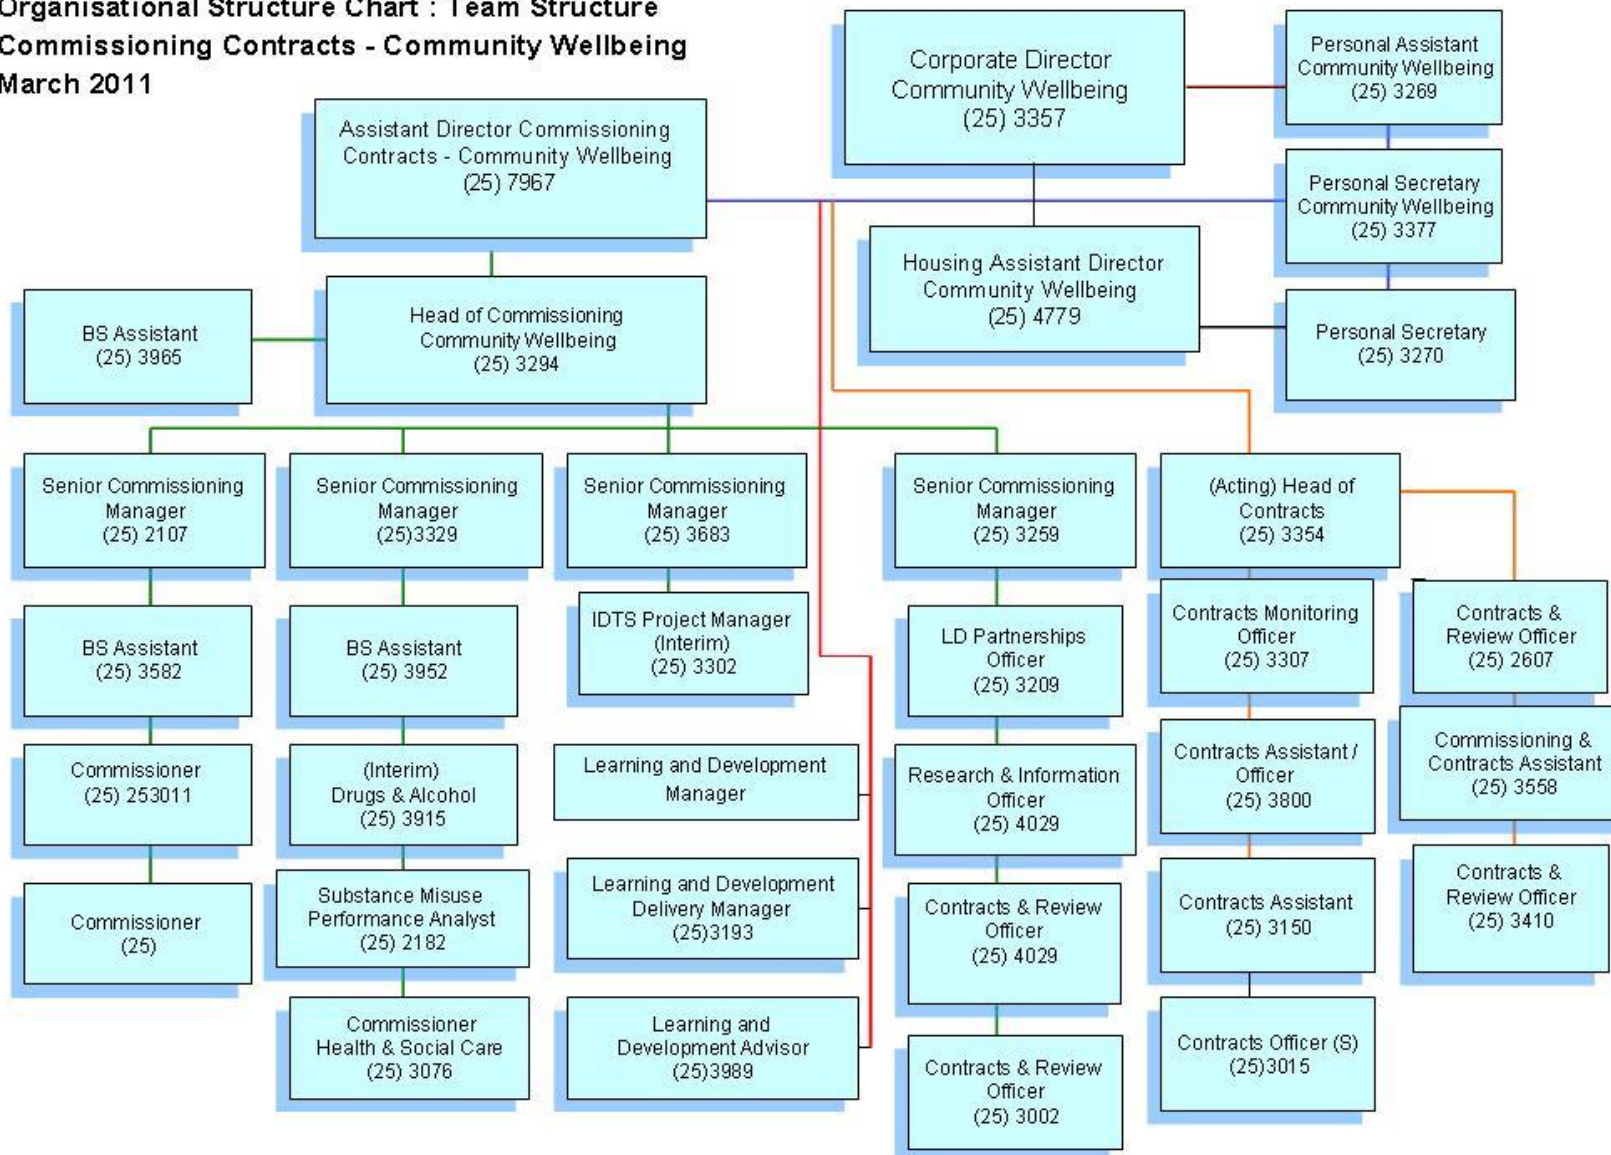 Organisational Structure Chart : Team Structure
Commissioning Contracts - Community Wellbeing
March 2011
Corporate Director
Community Wellbeing
(25) 3357
Personal Assistant
Community Wellbeing
(25) 3269
Assistant Director Commissioning
Contracts - Community Wellbeing
(25) 7967
Personal Secretary
Community Wellbeing
(25) 3377
Housing Assistant Director
Community Wellbeing
(25) 4779
Personal Secretary
(25) 3270
BS Assistant
(25) 3965
Head of Commissioning
Community Wellbeing
(25) 3294
Senior Commissioning
Manager
(25) 2107
Senior Commissioning
Manager
(25)3329
Senior Commissioning
Manager
(25) 3683
Senior Commissioning
Manager
(25) 3259
(Acting) Head of
Contracts
(25) 3354
BS Assistant
(25) 3582
BS Assistant
(25) 3952
IDTS Project Manager
(Interim)
(25) 3302
LD Partnerships
Officer
(25) 3209
Contracts Monitoring
Officer
(25) 3307
Contracts &
Review Officer
(25) 2607
Commissioner
(25) 253011
(Interim)
Drugs & Alcohol
(25) 3915
Learning and Development
Manager
Research & Information
Officer
(25) 4029
Contracts Assistant /
Officer
(25) 3800
Commissioning &
Contracts Assistant
(25) 3558
Commissioner
(25)
Substance Misuse
Performance Analyst
(25) 2182
Learning and Development
Delivery Manager
(25)3193
Contracts & Review
Officer
(25) 4029
Contracts Assistant
(25) 3150
Contracts &
Review Officer
(25) 3410
Commissioner
Health & Social Care
(25) 3076
Learning and
Development Advisor
(25)3989
Contracts & Review
Officer
(25) 3002
Contracts Officer (S)
(25)3015